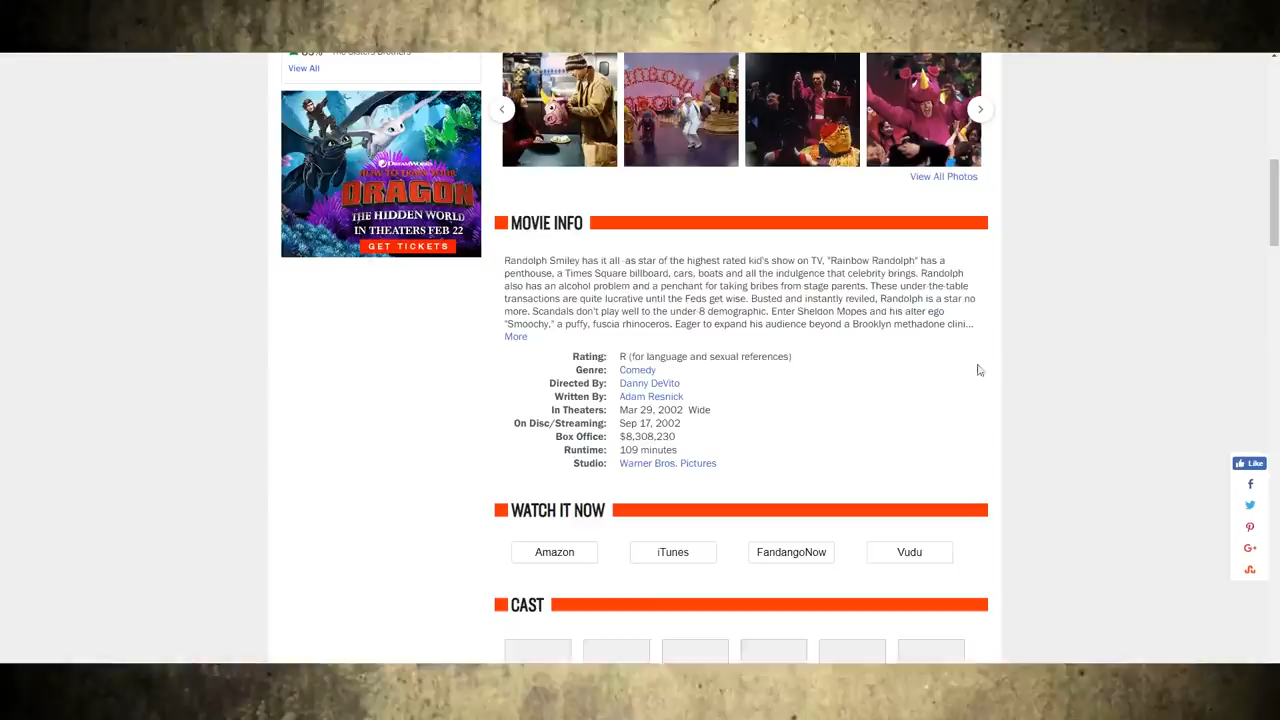 85% The Sisters Brothers
View All
DREAMWORKS
HOW TO TRAIN YOUR
DRAGON
THE HIDDEN WORLD
IN THEATERS FEB 22
GET TICKETS
View All Photos
MOVIE INFO
Randolph Smiley has it all -as star of the highest rated kid's show on TV, "Rainbow Randolph" has a
penthouse, a Times Square billboard, cars, boats and all the indulgence that celebrity brings. Randolph
also has an alcohol problem and a penchant for taking bribes from stage parents. These under-the-table
transactions are quite lucrative until the Feds get wise. Busted and instantly reviled, Randolph is a star no
more. Scandals don't play well to the under-8 demographic. Enter Sheldon Mopes and his alter ego
"Smoochy," a puffy, fuscia rhinoceros. Eager to expand his audience beyond a Brooklyn methadone clini...
More
Rating: R (for language and sexual references)
Genre: Comedy
Directed By: Danny DeVito
Written By: Adam Resnick
In Theaters: Mar 29, 2002 Wide
On Disc/Streaming: Sep 17, 2002
Box Office: $8,308,230
Runtime: 109 minutes
Studio: Warner Bros. Pictures
Like
WATCH IT NOW
Amazon iTunes FandangoNow Vudu
CAST